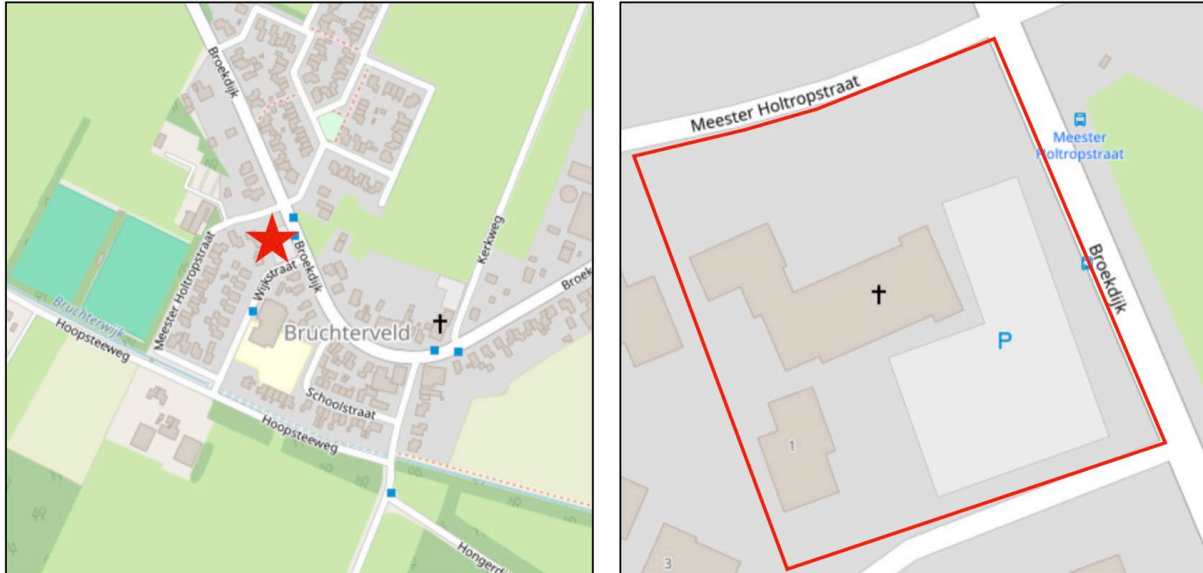 Broekdijk
Meester Holtropstraat
Kerkweg
Broekdijk
Wijkstraat
Broek
Bruchterwijk
Hoopsteeweg
Bruchterveld
Schoolstraat
Hoopsteeweg
Hongerdi
Meester Holtropstraat
Meester
Holtropstraat
Broekdijk
P
1
3